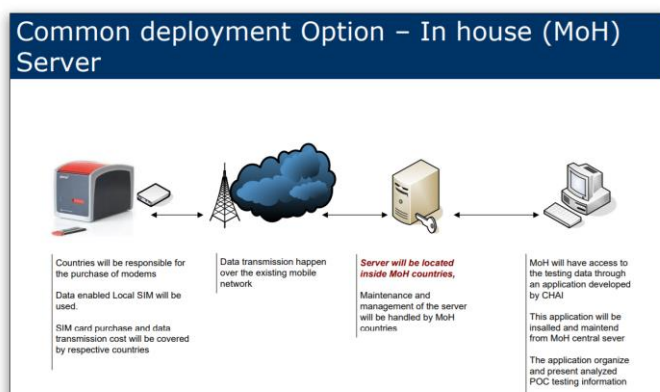 Common deployment Option – In house (MoH)
Server
Countries will be responsible for
the purchase of modems
Data enabled Local SIM will be
used.
SIM card purchase and data
transmission cost will be covered
by respective countries
Data transmission happen
over the existing mobile
network
Server will be located
inside MoH countries,
Maintenance and
management of the server
will be handled by MoH
countries
MoH will have access to
the testing data through
an application developed
by CHAI
This application will be
insalled and maintend
from MoH central sever
The application organize
and present analyzed
POC testing information